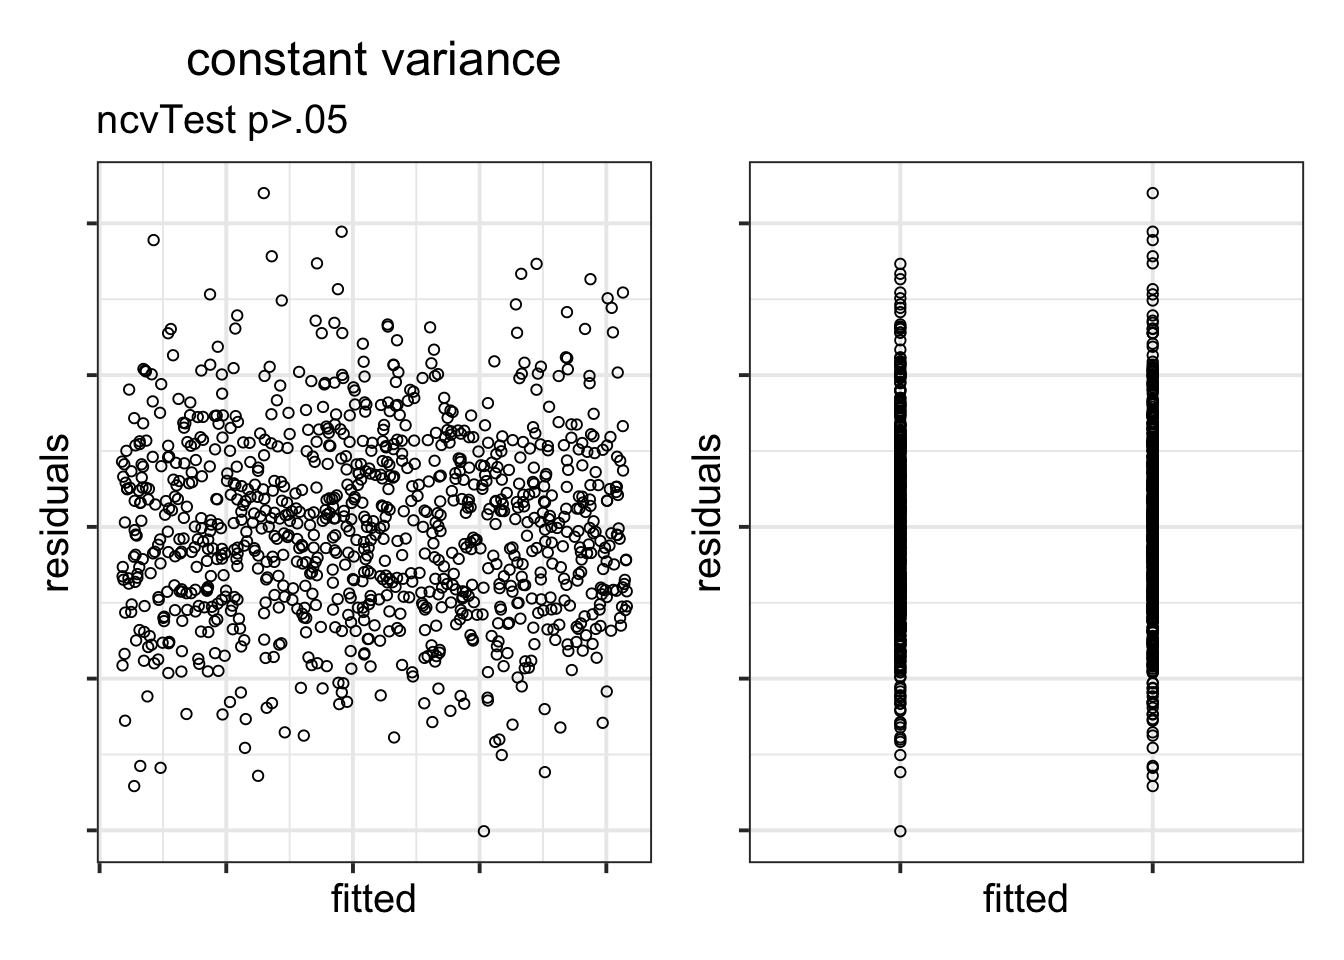 constant variance
ncvTest p>.05
residuals
fitted
residuals
fitted